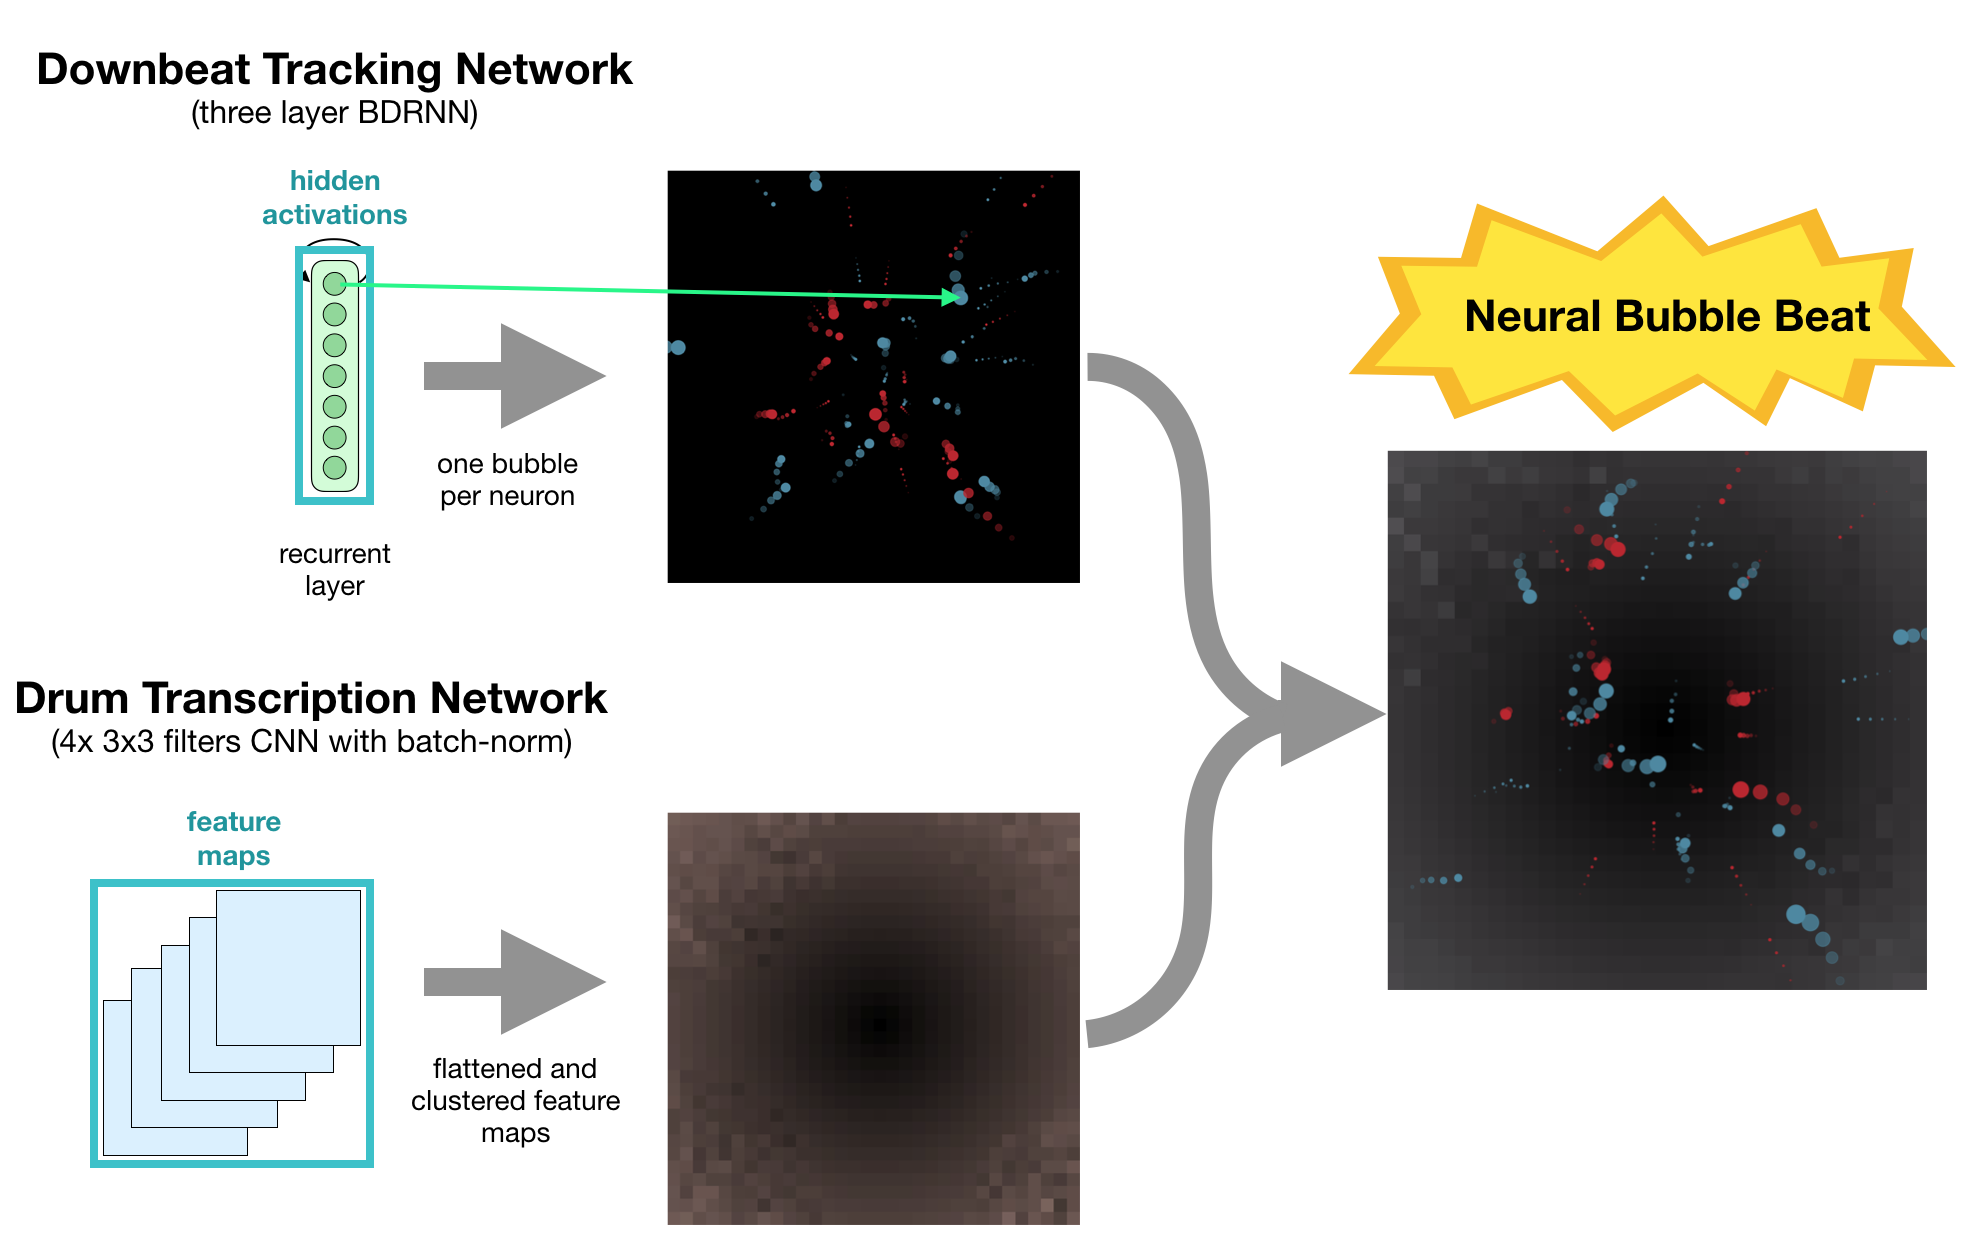 Downbeat Tracking Network
(three layer BDRNN)
hidden
activations
one bubble
per neuron
recurrent
layer
Neural Bubble Beat
Drum Transcription Network
(4x 3x3 filters CNN with batch-norm)
feature
maps
flattened and
clustered feature
maps